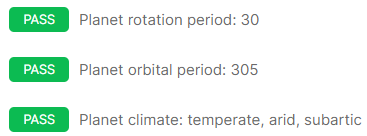 PASS Planet rotation period: 30
PASS Planet orbital period: 305
PASS Planet climate: temperate, arid, subartic